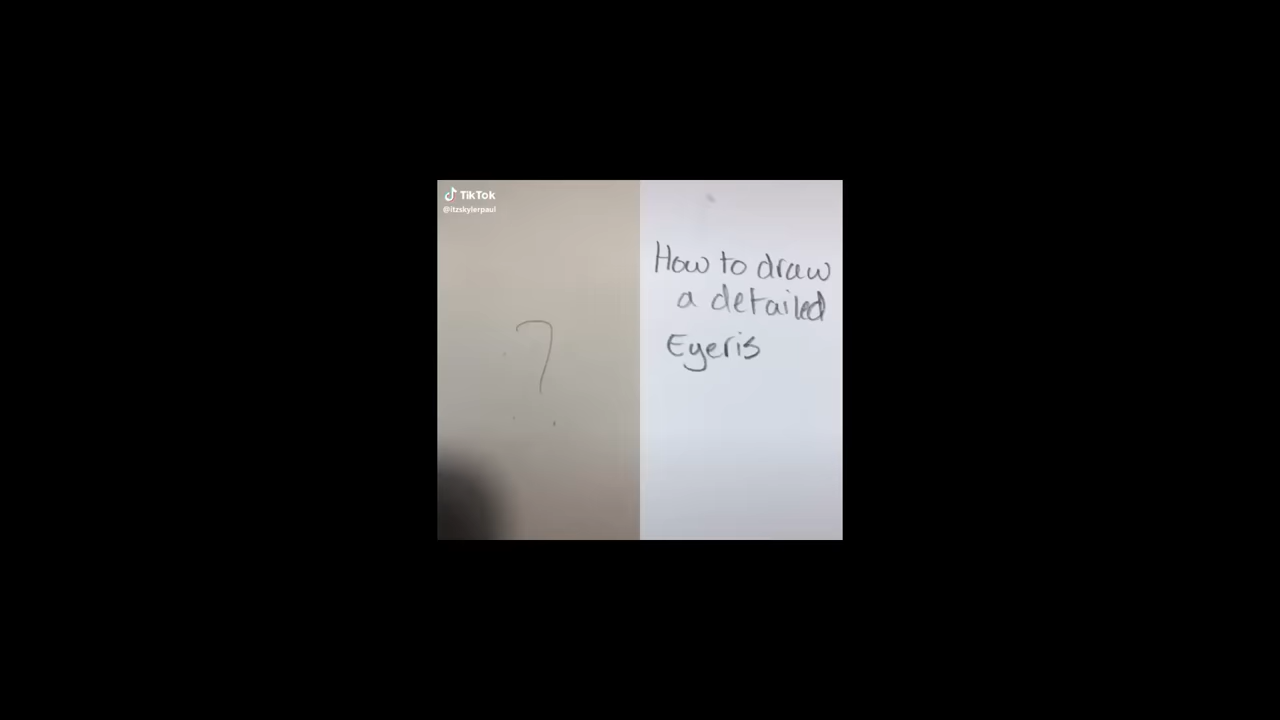 TikTok
@itzskylerpaul
?
How to draw
a detailed
Eyeris